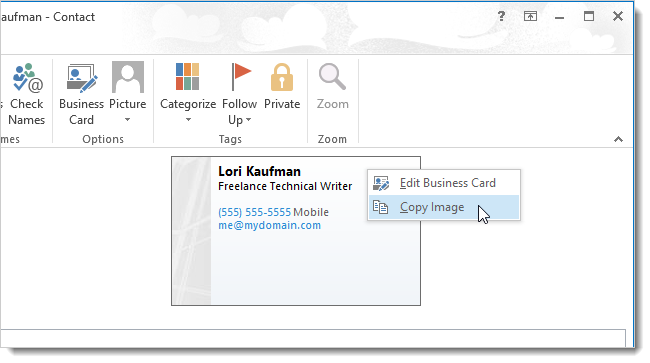 aufman - Contact
?
Check Names
Business Card
Picture
Categorize
Follow Up
Private
Zoom
mes
Options
Tags
Zoom
Lori Kaufman
Freelance Technical Writer
(555) 555-5555 Mobile
me@mydomain.com
Edit Business Card
Copy Image